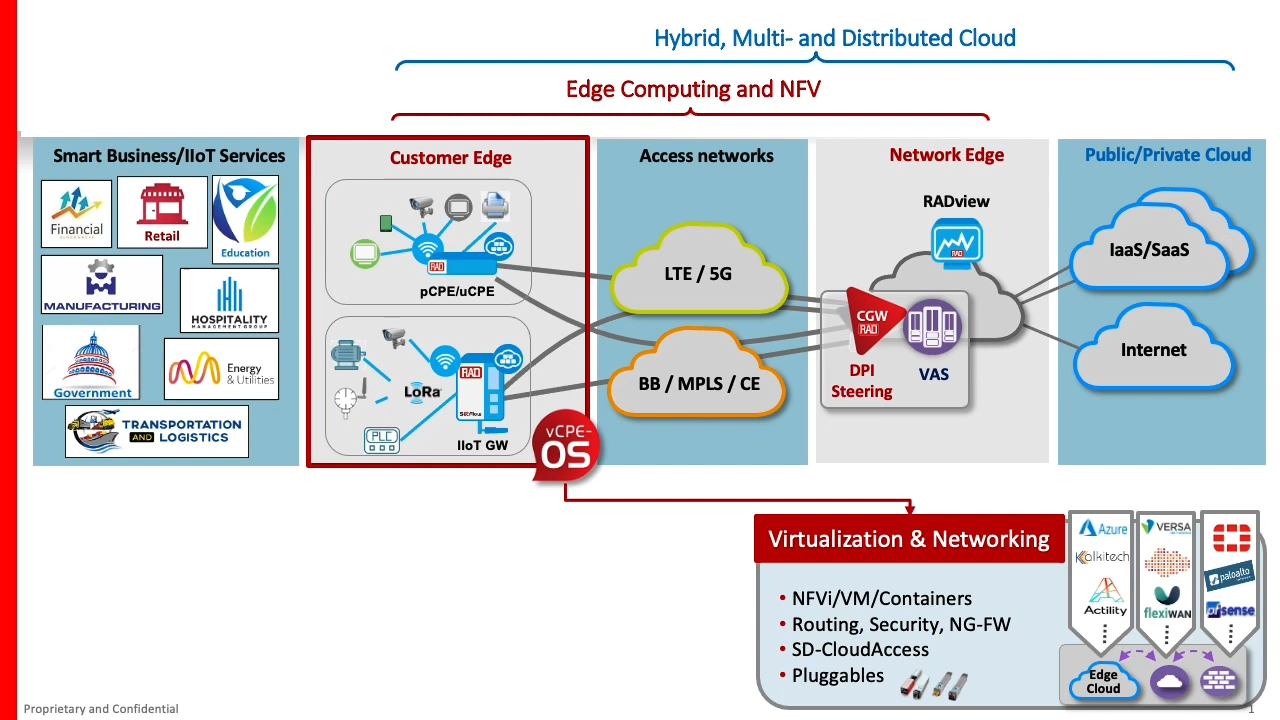 Hybrid, Multi- and Distributed Cloud
Edge Computing and NFV
Smart Business/IIoT Services
Financial
Retail
Education
MANUFACTURING
HOSPITALITY
MANAGEMENT GROUP
Government
Energy
& Utilities
TRANSPORTATION
AND LOGISTICS
Customer Edge
RAD
pCPE/uCPE
LoRa
RAD
SecFlow
PLC
IIoT GW
vCPE-
OS
Access networks
LTE / 5G
BB / MPLS / CE
Network Edge
RADview
RAD
CGW
RAD
DPI
Steering
VAS
Public/Private Cloud
IaaS/SaaS
Internet
Virtualization & Networking
• NFVi/VM/Containers
• Routing, Security, NG-FW
• SD-CloudAccess
• Pluggables
Azure
Kalkitech
Actility
VERSA
flexiWAN
paloalto
pfsense
Edge
Cloud
Proprietary and Confidential
1